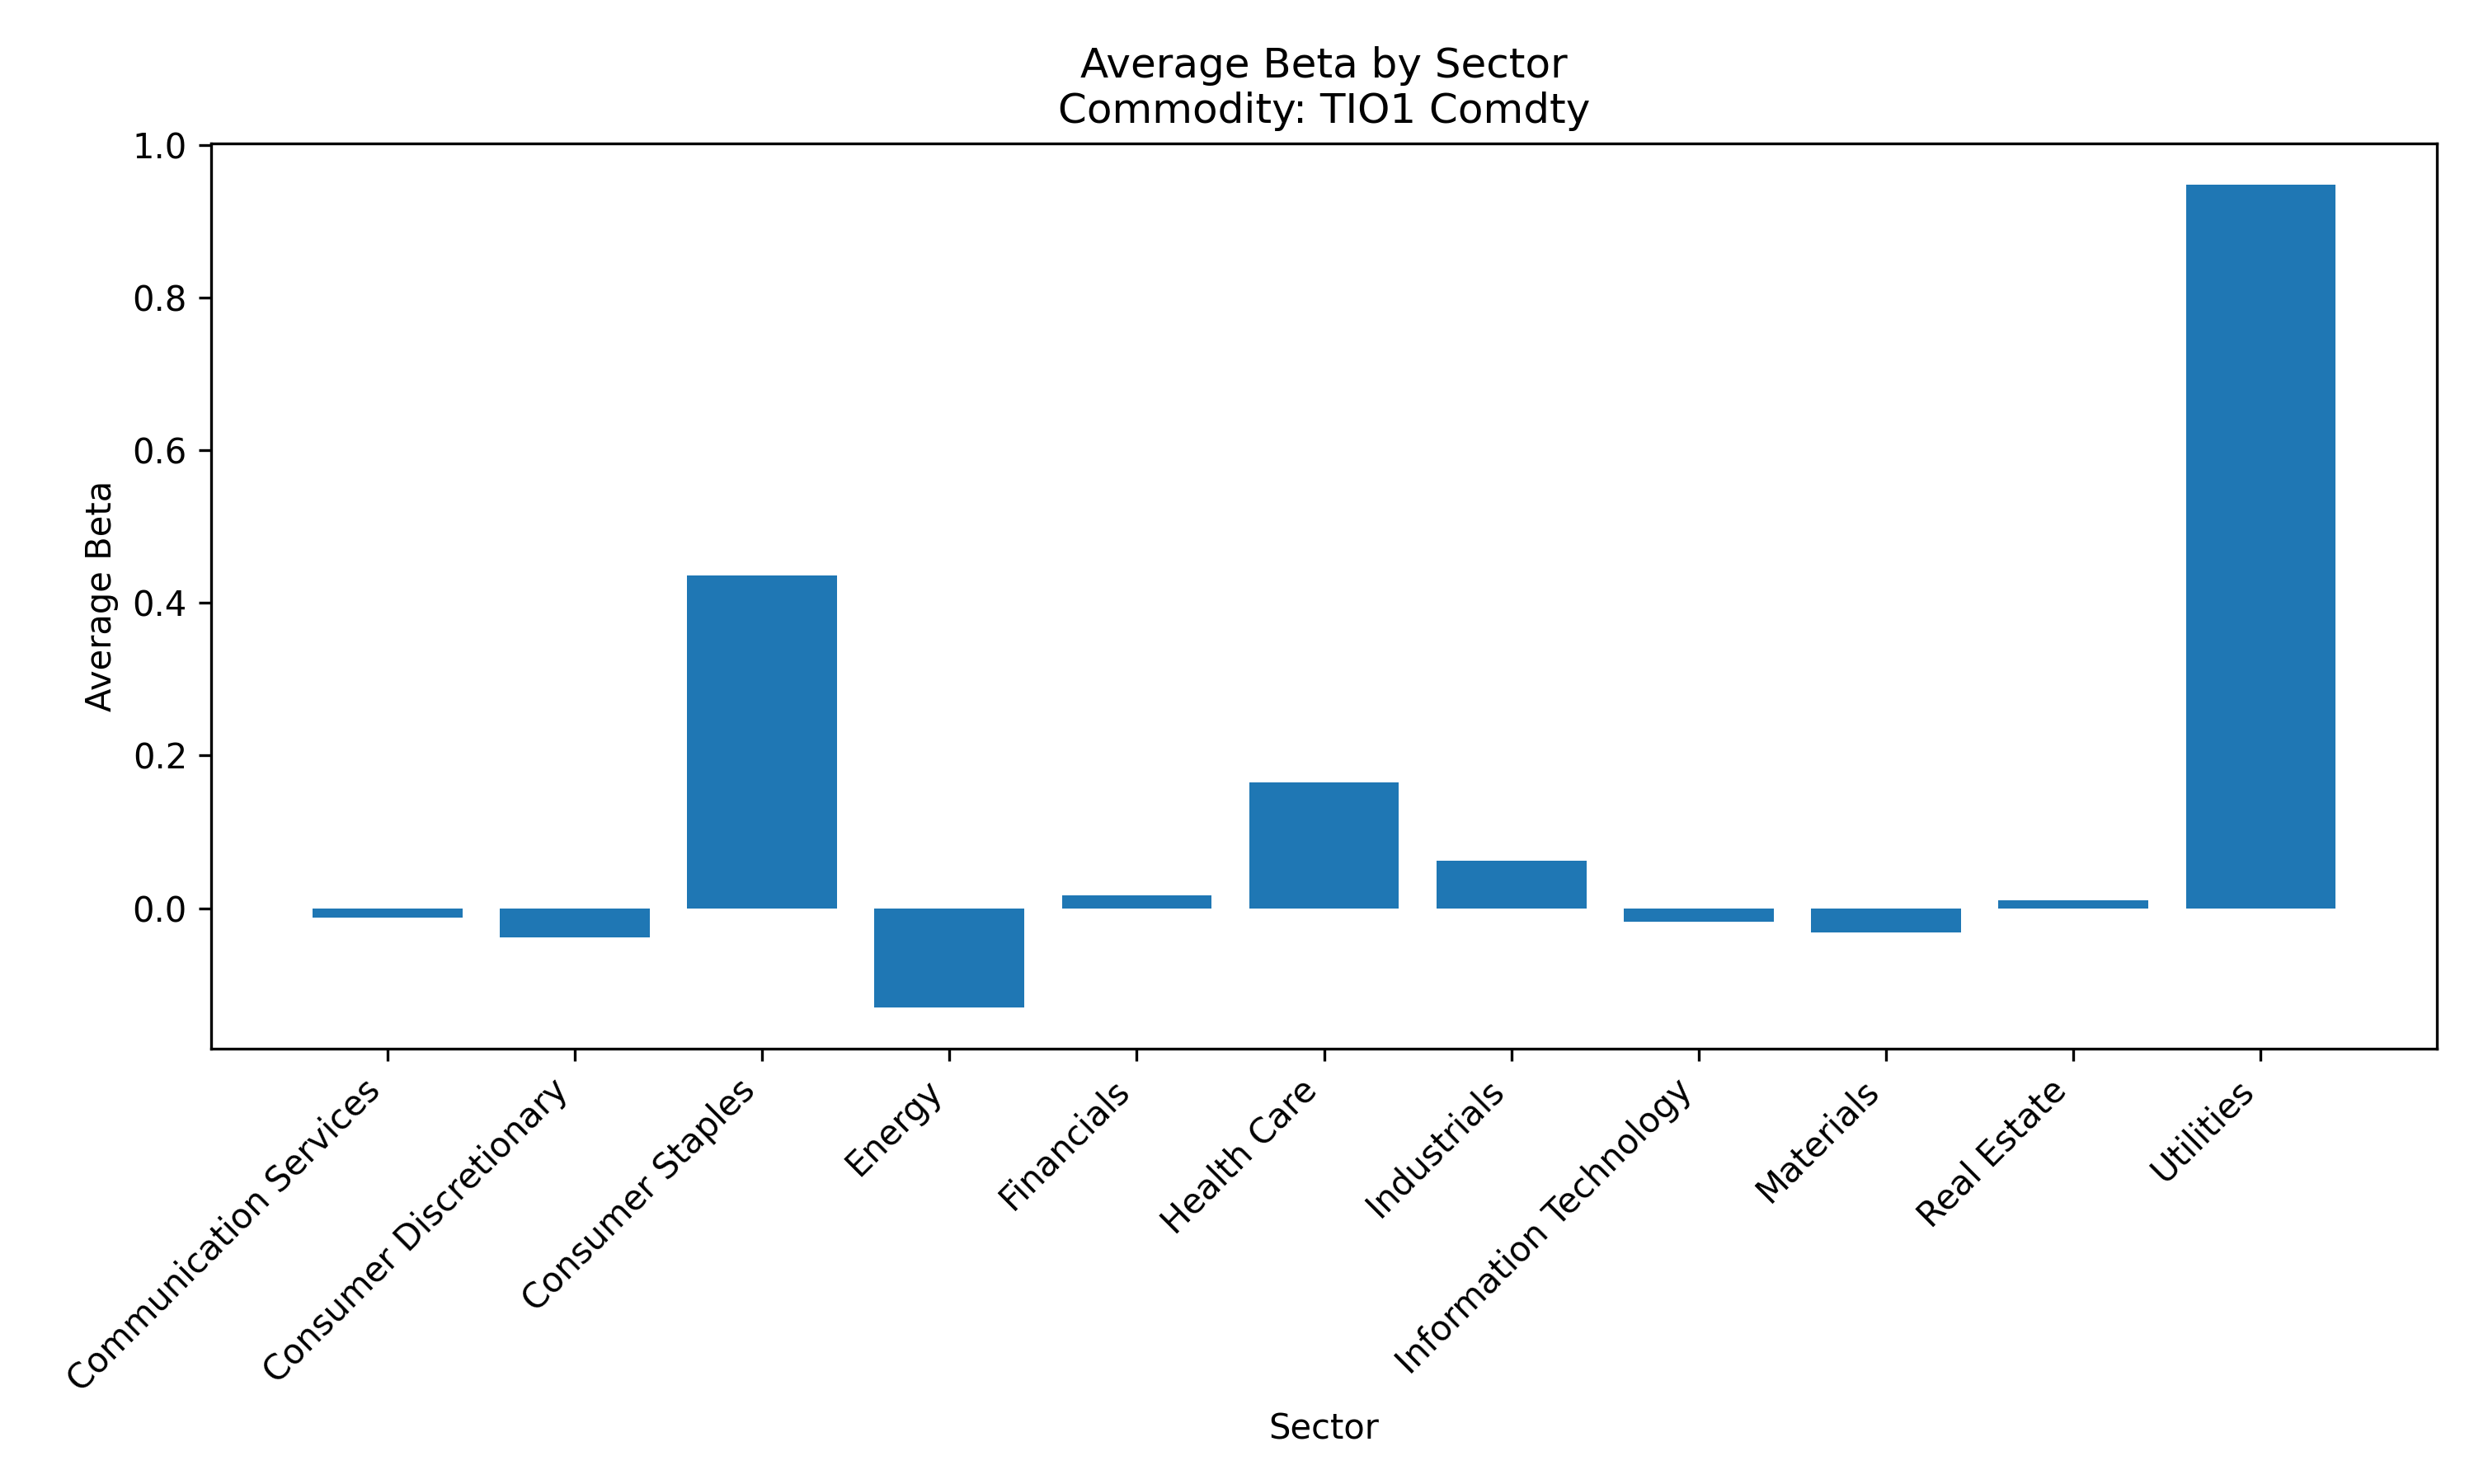 Average Beta by Sector
Commodity: TIO1 Comdty
1.0
0.8
0.6
0.4
0.2
0.0
Average Beta
Communication Services
Consumer Discretionary
Consumer Staples
Energy
Financials
Health Care
Industrials
Information Technology
Materials
Real Estate
Utilities
Sector